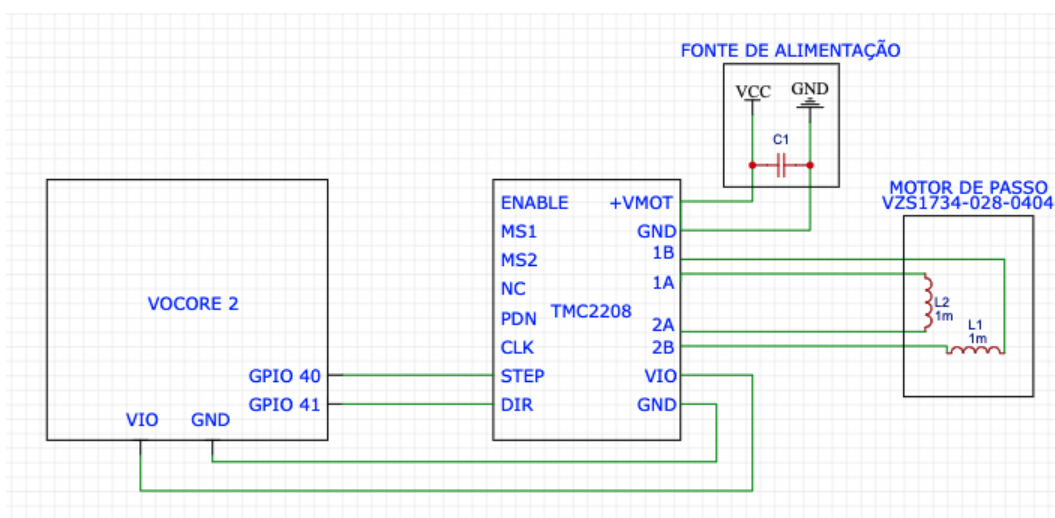 FONTE DE ALIMENTAÇÃO
VCC
GND
C1
MOTOR DE PASSO
VZS1734-028-0404
VOCORE 2
GPIO 40
GPIO 41
VIO
GND
TMC2208
ENABLE
MS1
MS2
NC
PDN
CLK
STEP
DIR
+VMOT
GND
1B
1A
2A
2B
VIO
GND
L2
1m
L1
1m